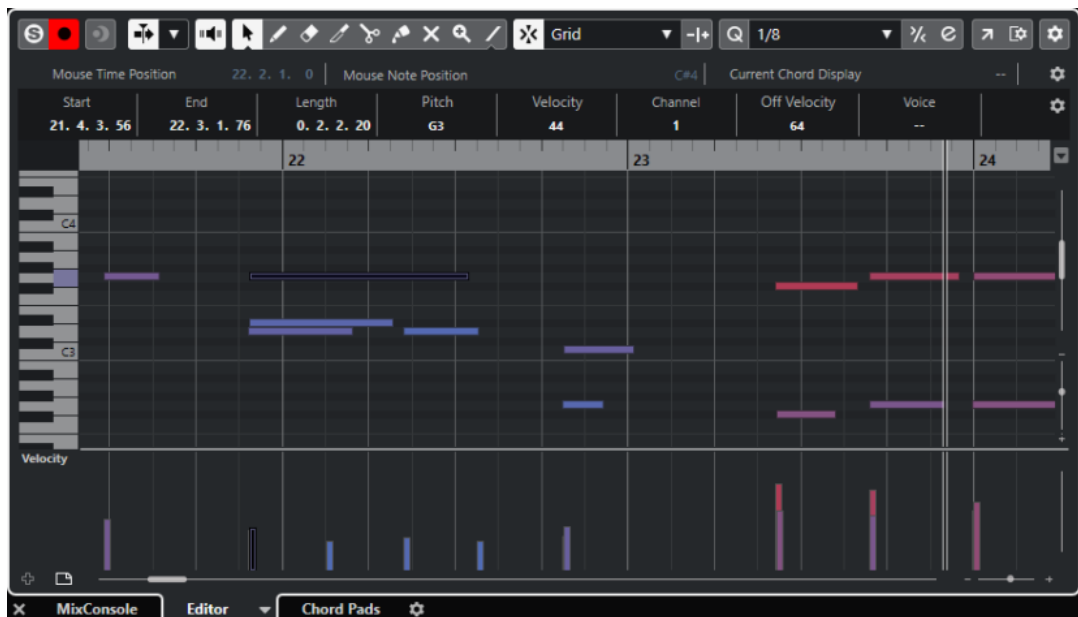 S Grid Q 1/8
Mouse Time Position 22. 2. 1. 0 Mouse Note Position C#4 Current Chord Display --
Start End Length Pitch Velocity Channel Off Velocity Voice
21. 4. 3. 56 22. 3. 1. 76 0. 2. 2. 20 G3 44 1 64 --
22 23 24
C4
C3
Velocity
MixConsole Editor Chord Pads